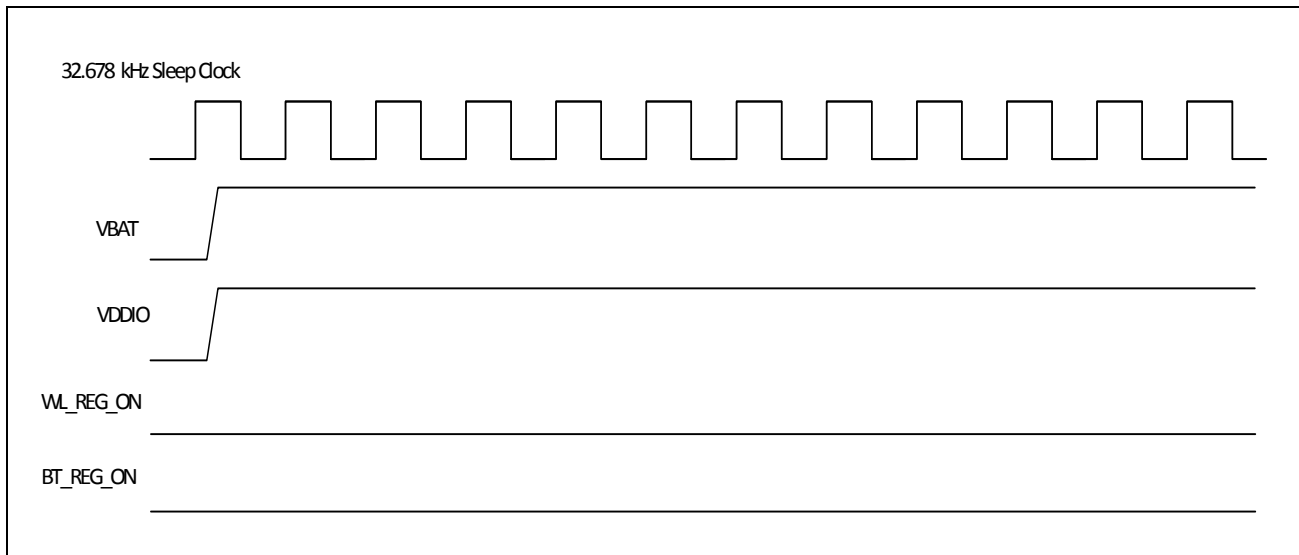 32.678 kHz Sleep Clock
VBAT
VDDIO
WL_REG_ON
BT_REG_ON